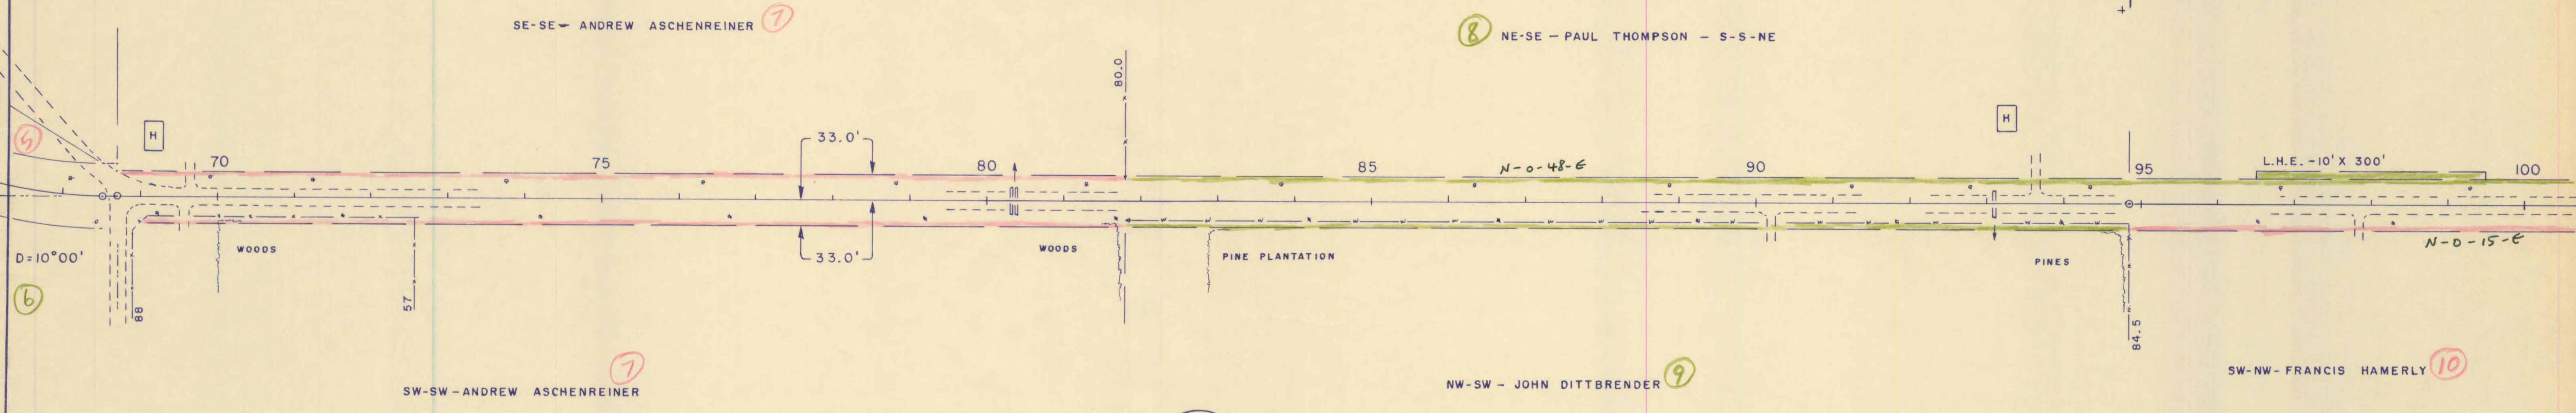 SE-SE- ANDREW ASCHENREINER 7
8 NE-SE - PAUL THOMPSON - S-S-NE
80.0
5
H
H
33.0'
70
75
80
85
N-0-48-E
90
95
L.H.E. -10' X 300'
100
D=10°00'
WOODS
33.0'
WOODS
PINE PLANTATION
PINES
N-0-15-E
6
88
57
84.5
SW-SW-ANDREW ASCHENREINER 7
NW-SW - JOHN DITTBRENDER 9
SW-NW- FRANCIS HAMERLY 10